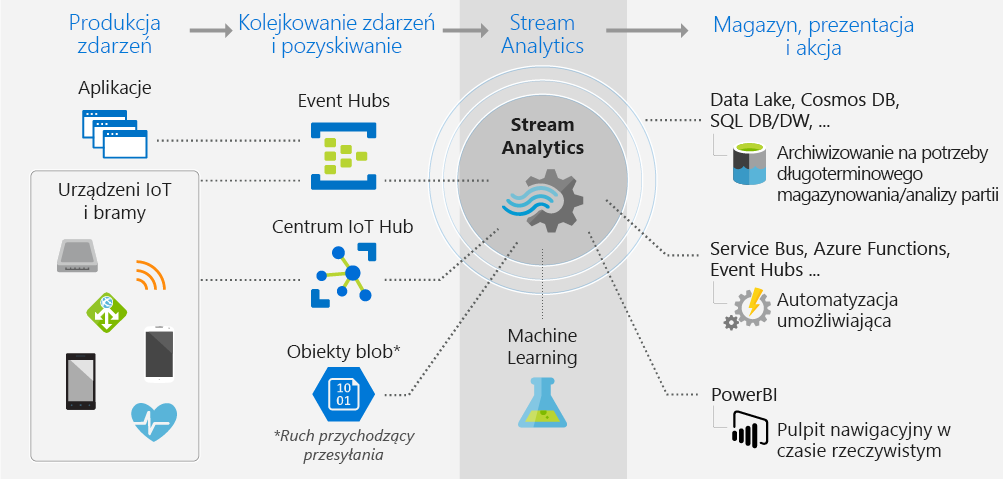 Produkcja
zdarzeń
Kolejkowanie zdarzeń
i pozyskiwanie
Stream
Analytics
Magazyn, prezentacja
i akcja
Aplikacje
Urządzeni IoT
i bramy
Event Hubs
Centrum IoT Hub
Obiekty blob*
10
01
*Ruch przychodzący
przesyłania
Stream
Analytics
Machine
Learning
Data Lake, Cosmos DB,
SQL DB/DW, ...
Archiwizowanie na potrzeby
długoterminowego
magazynowania/analizy partii
Service Bus, Azure Functions,
Event Hubs ...
Automatyzacja
umożliwiająca
PowerBI
Pulpit nawigacyjny w
czasie rzeczywistym